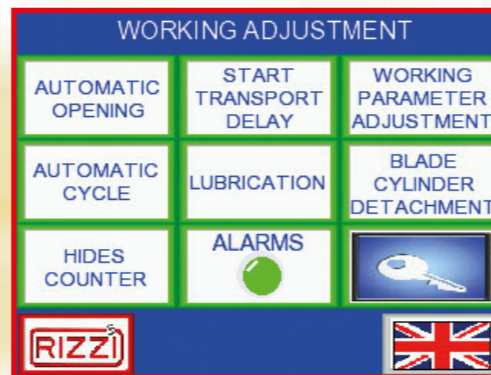 WORKING ADJUSTMENT
AUTOMATIC
OPENING
START
TRANSPORT
DELAY
WORKING
PARAMETER
ADJUSTMENT
AUTOMATIC
CYCLE
LUBRICATION
BLADE
CYLINDER
DETACHMENT
HIDES
COUNTER
ALARMS
RIZZI